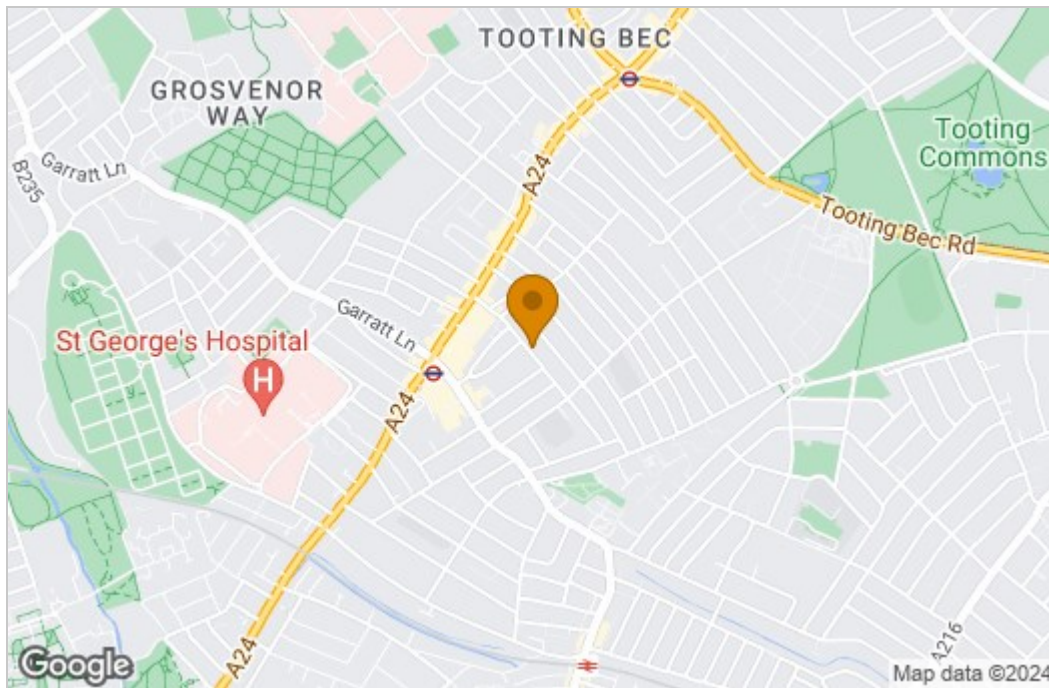 TOOTING BEC
GROSVENOR
WAY
Garratt Ln
B235
A24
Tooting
Commons
Tooting Bec Rd
Garratt Ln
St George's Hospital
H
A24
A24
A216
Google
Map data ©2024